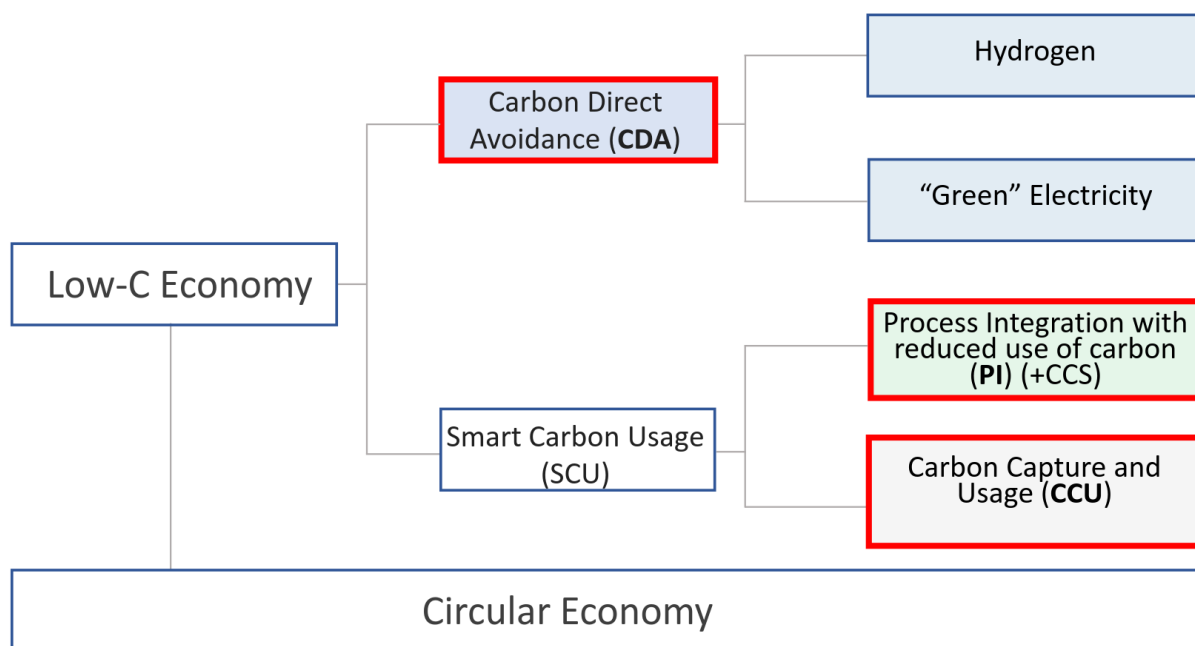 Hydrogen
Carbon Direct
Avoidance (CDA)
“Green” Electricity
Low-C Economy
Process Integration with
reduced use of carbon
(PI) (+CCS)
Smart Carbon Usage
(SCU)
Carbon Capture and
Usage (CCU)
Circular Economy